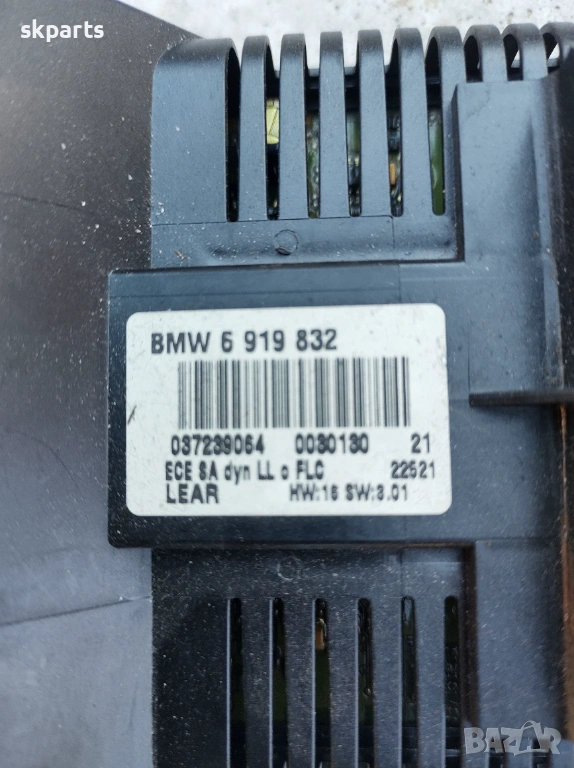 skparts
BMW 6 919 832
037239064 0030130 21
ECE SA dyn LL o FLC 22521
LEAR HW:16 SW:3.01
BAZAR